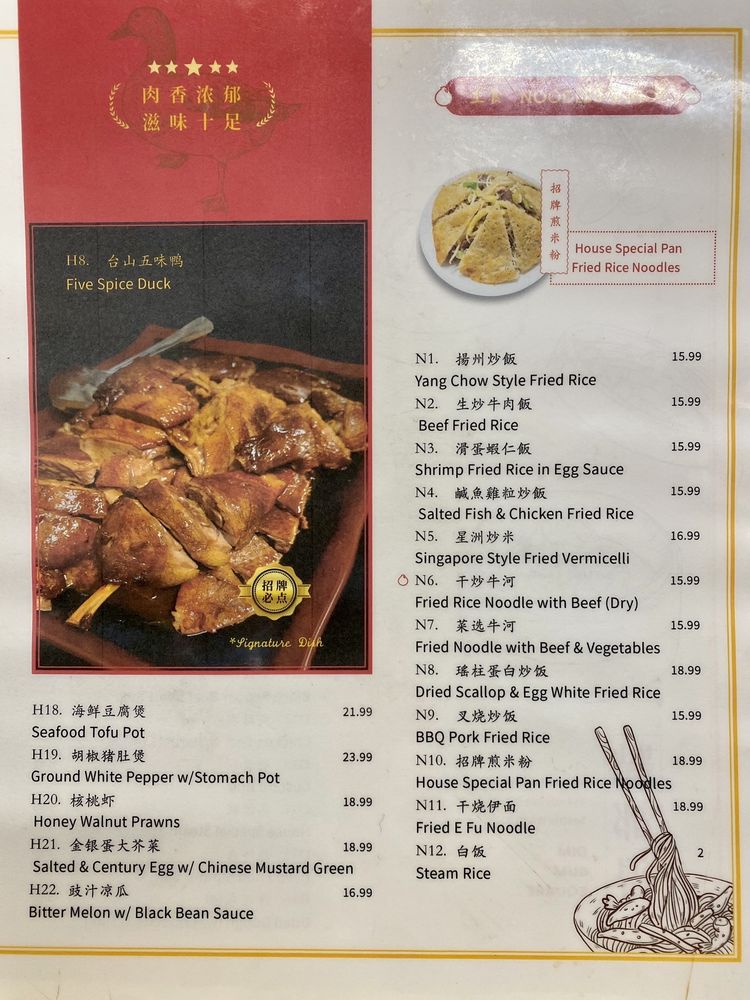 肉香浓郁
滋味十足
H8. 台山五味鸭
Five Spice Duck
招牌
必点
*Signature Dish
H18. 海鲜豆腐煲 21.99
Seafood Tofu Pot
H19. 胡椒猪肚煲 23.99
Ground White Pepper w/Stomach Pot
H20. 核桃虾 18.99
Honey Walnut Prawns
H21. 金银蛋大芥菜 18.99
Salted & Century Egg w/ Chinese Mustard Green
H22. 豉汁凉瓜 16.99
Bitter Melon w/ Black Bean Sauce
主食
招牌煎米粉
House Special Pan
Fried Rice Noodles
N1. 揚州炒飯 15.99
Yang Chow Style Fried Rice
N2. 生炒牛肉飯 15.99
Beef Fried Rice
N3. 滑蛋蝦仁飯 15.99
Shrimp Fried Rice in Egg Sauce
N4. 鹹魚雞粒炒飯 15.99
Salted Fish & Chicken Fried Rice
N5. 星洲炒米 16.99
Singapore Style Fried Vermicelli
N6. 干炒牛河 15.99
Fried Rice Noodle with Beef (Dry)
N7. 菜选牛河 15.99
Fried Noodle with Beef & Vegetables
N8. 瑤柱蛋白炒饭 18.99
Dried Scallop & Egg White Fried Rice
N9. 叉烧炒饭 15.99
BBQ Pork Fried Rice
N10. 招牌煎米粉 18.99
House Special Pan Fried Rice Noodles
N11. 干烧伊面 18.99
Fried E Fu Noodle
N12. 白饭 2
Steam Rice